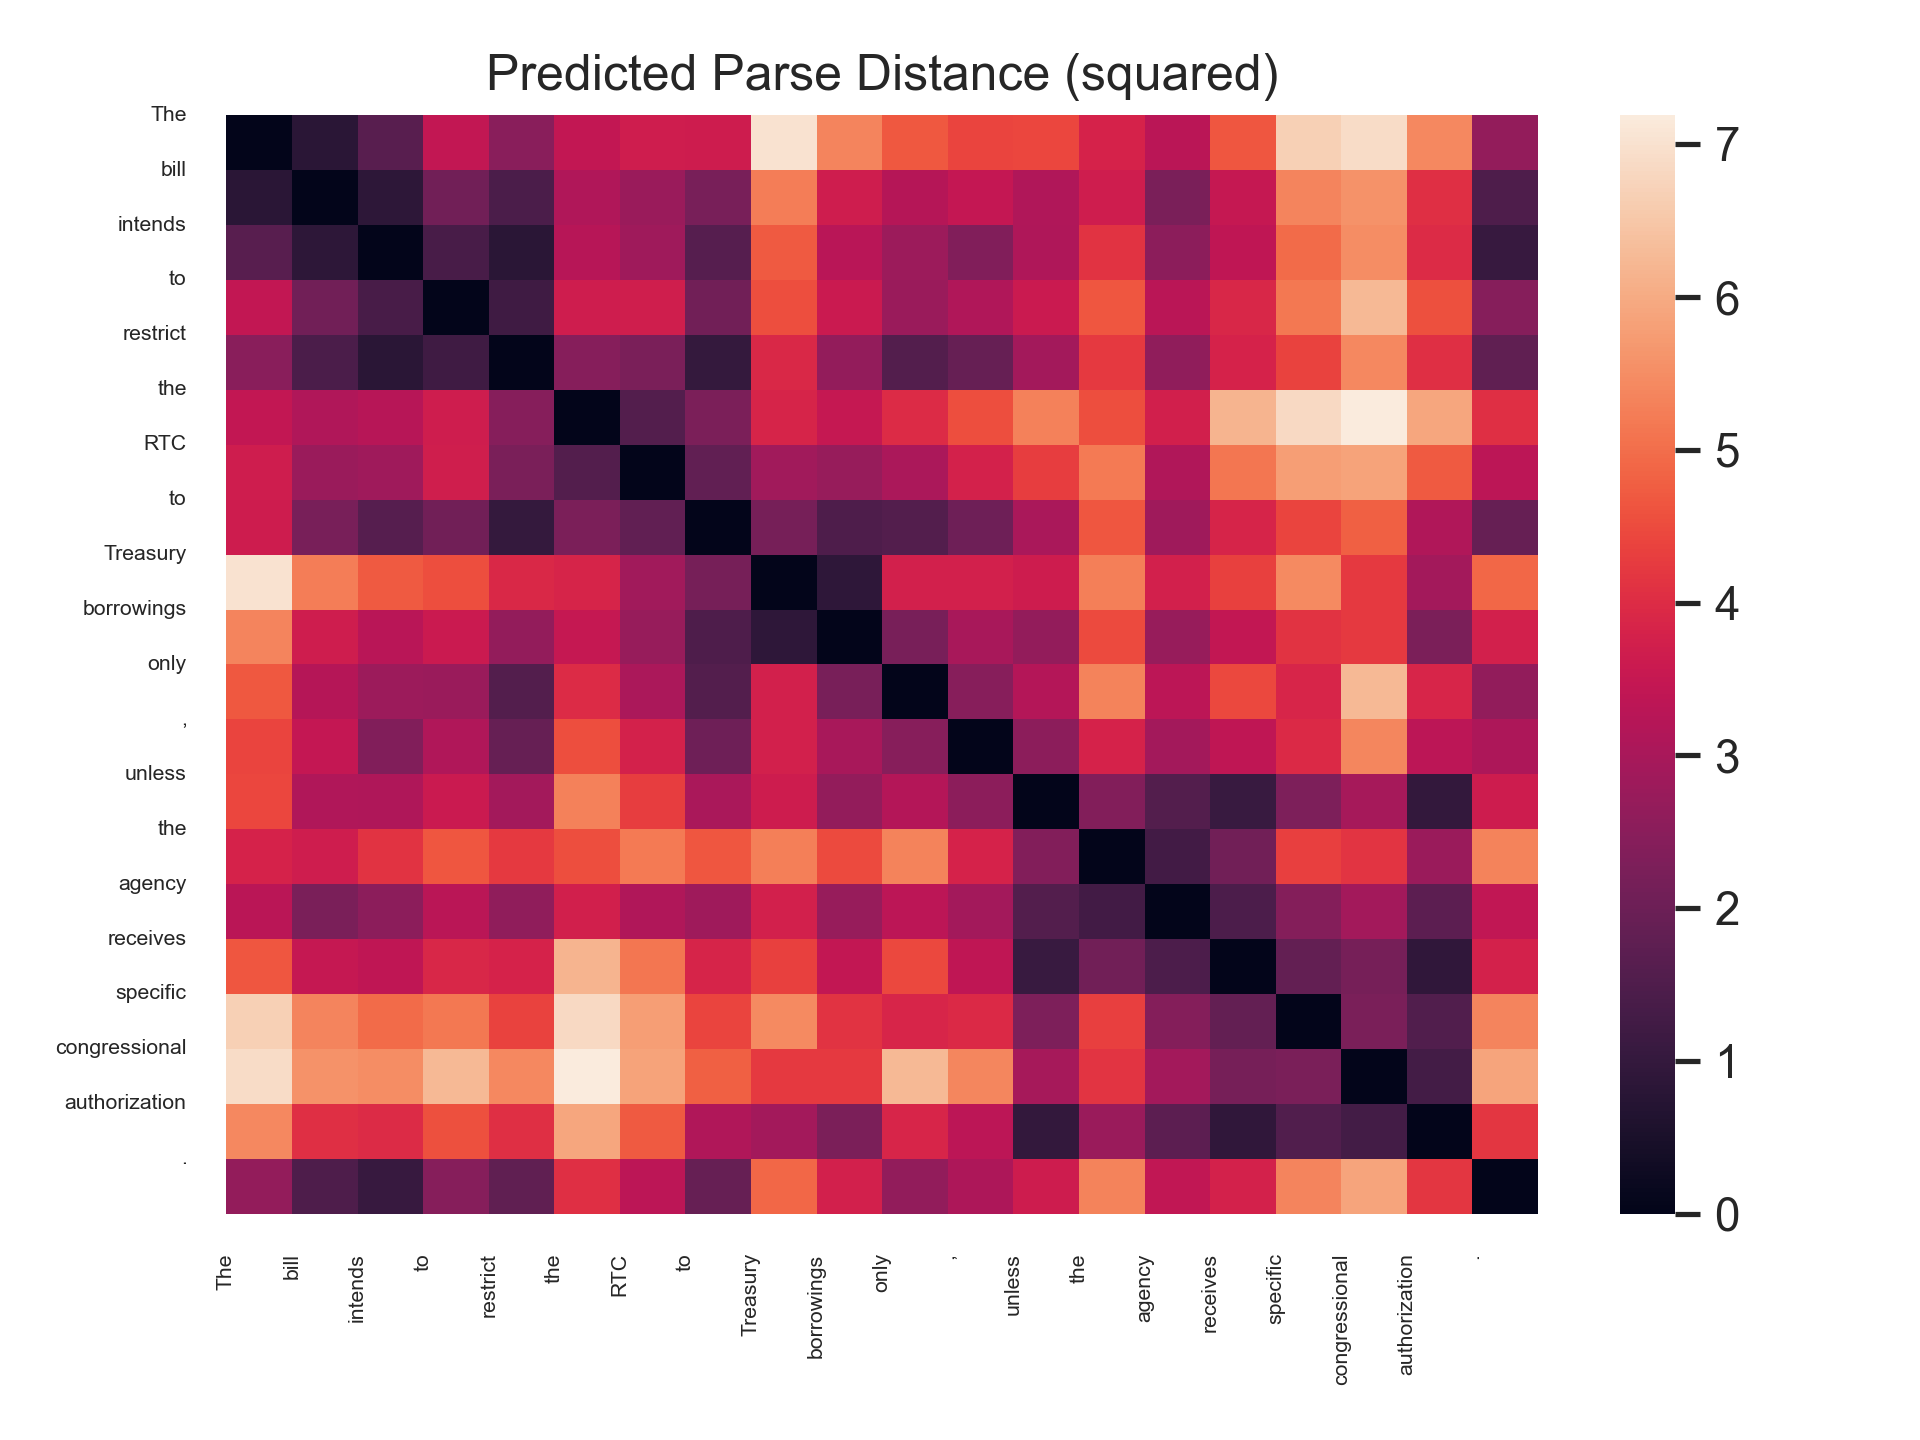 Predicted Parse Distance (squared)
The
bill
intends
to
restrict
the
RTC
to
Treasury
borrowings
only
,
unless
the
agency
receives
specific
congressional
authorization
.
7
6
5
4
3
2
1
0
The
bill
intends
to
restrict
the
RTC
to
Treasury
borrowings
only
,
unless
the
agency
receives
specific
congressional
authorization
.